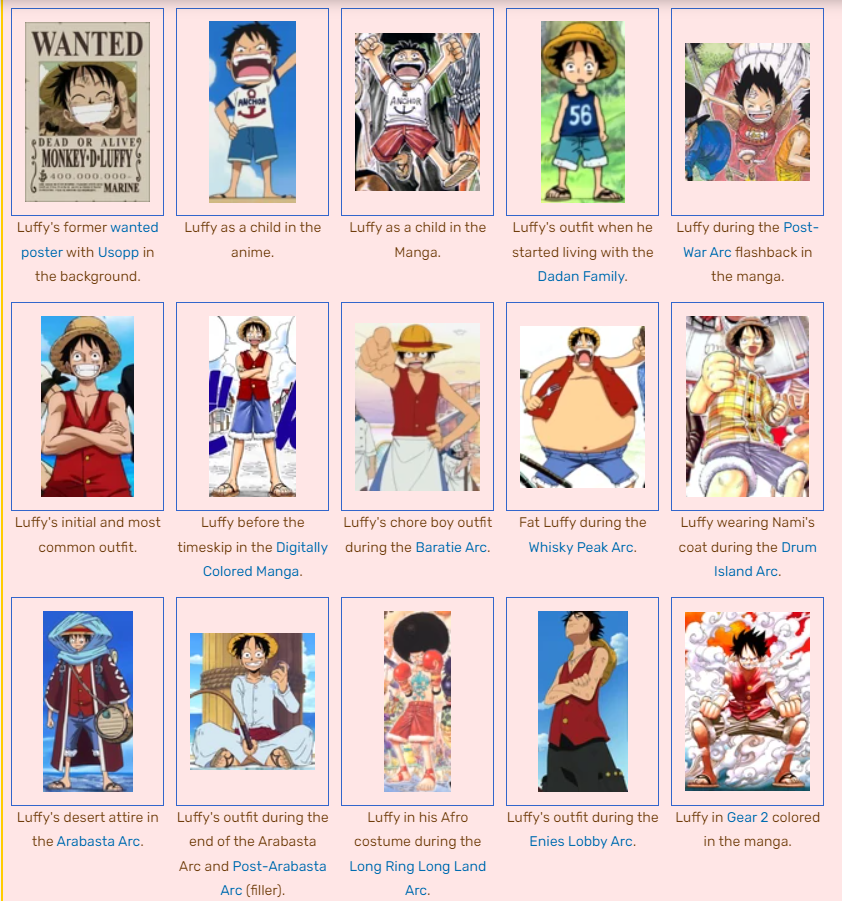 WANTED
DEAD OR ALIVE
MONKEY·D·LUFFY
400.000.000-
MARINE
ANCHOR
ANCHOR
56
Luffy's former wanted
poster with Usopp in
the background.
Luffy as a child in the
anime.
Luffy as a child in the
Manga.
Luffy's outfit when he
started living with the
Dadan Family.
Luffy during the Post-
War Arc flashback in
the manga.
Luffy's initial and most
common outfit.
Luffy before the
timeskip in the Digitally
Colored Manga.
Luffy's chore boy outfit
during the Baratie Arc.
Fat Luffy during the
Whisky Peak Arc.
Luffy wearing Nami's
coat during the Drum
Island Arc.
Luffy's desert attire in
the Arabasta Arc.
Luffy's outfit during the
end of the Arabasta
Arc and Post-Arabasta
Arc (filler).
Luffy in his Afro
costume during the
Long Ring Long Land
Arc.
Luffy's outfit during the
Enies Lobby Arc.
Luffy in Gear 2 colored
in the manga.